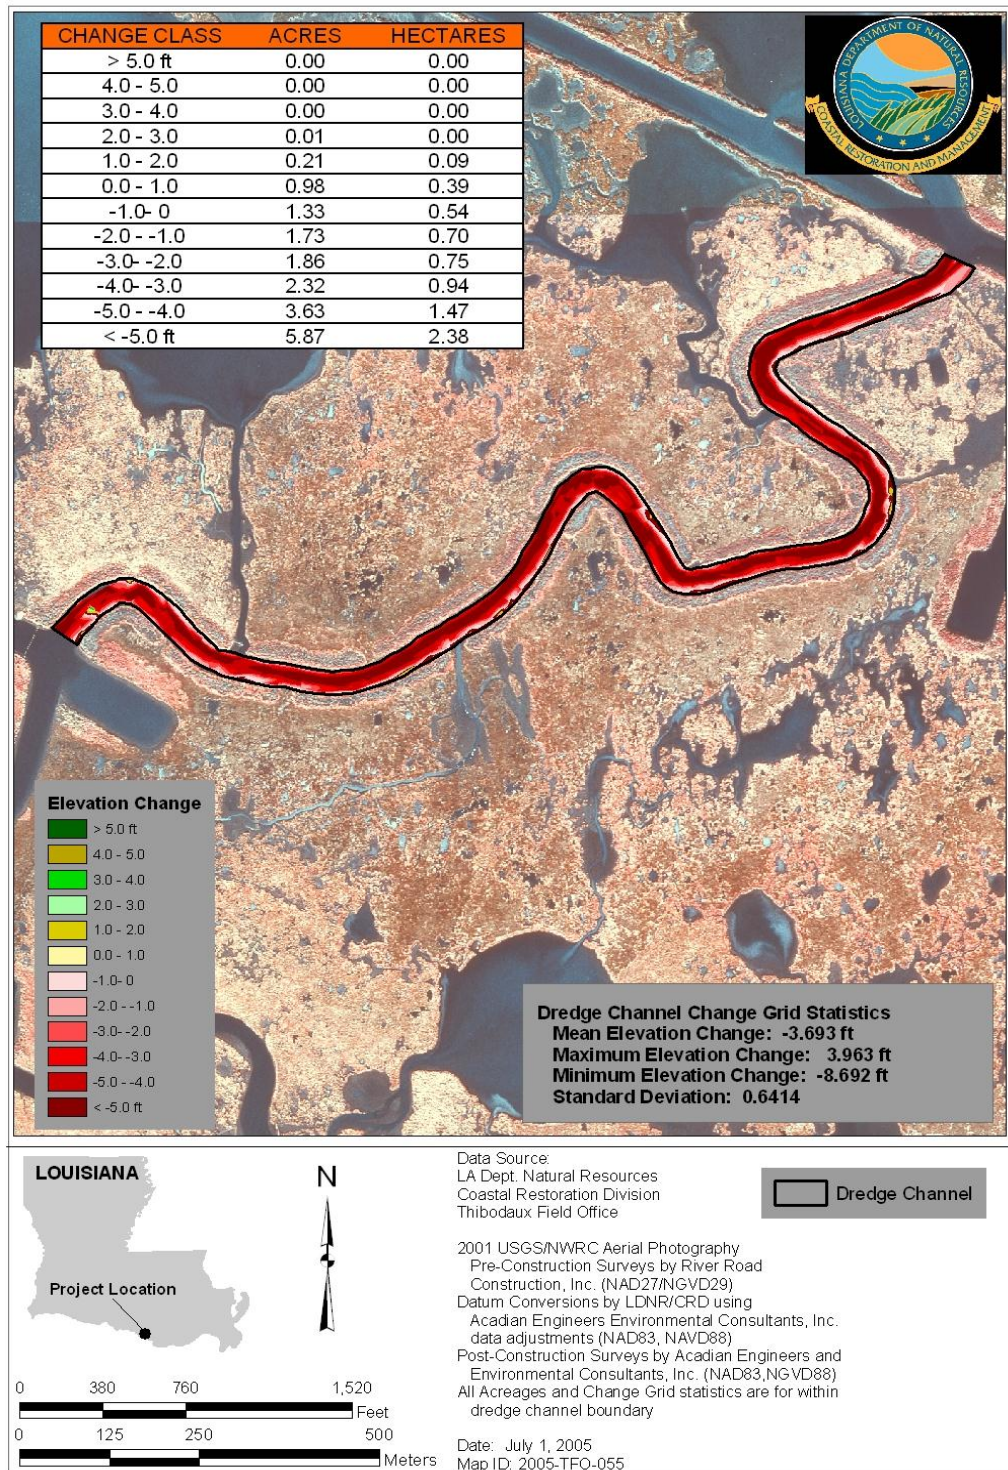 CHANGE CLASS ACRES HECTARES
> 5.0 ft 0.00 0.00
4.0 - 5.0 0.00 0.00
3.0 - 4.0 0.00 0.00
2.0 - 3.0 0.01 0.00
1.0 - 2.0 0.21 0.09
0.0 - 1.0 0.98 0.39
-1.0- 0 1.33 0.54
-2.0 - -1.0 1.73 0.70
-3.0- -2.0 1.86 0.75
-4.0- -3.0 2.32 0.94
-5.0 - -4.0 3.63 1.47
< -5.0 ft 5.87 2.38
LOUISIANA DEPARTMENT OF NATURAL RESOURCES
COASTAL RESTORATION AND MANAGEMENT
Elevation Change
> 5.0 ft
4.0 - 5.0
3.0 - 4.0
2.0 - 3.0
1.0 - 2.0
0.0 - 1.0
-1.0- 0
-2.0 - -1.0
-3.0- -2.0
-4.0 - -3.0
-5.0 - -4.0
< -5.0 ft
Dredge Channel Change Grid Statistics
Mean Elevation Change: -3.693 ft
Maximum Elevation Change: 3.963 ft
Minimum Elevation Change: -8.692 ft
Standard Deviation: 0.6414
LOUISIANA
Project Location
N
0 380 760 1,520
Feet
0 125 250 500
Meters
Data Source:
LA Dept. Natural Resources
Coastal Restoration Division
Thibodaux Field Office
2001 USGS/NWRC Aerial Photography
Pre-Construction Surveys by River Road
Construction, Inc. (NAD27/NGVD29)
Datum Conversions by LDNR/CRD using
Acadian Engineers Environmental Consultants, Inc.
data adjustments (NAD83, NAVD88)
Post-Construction Surveys by Acadian Engineers and
Environmental Consultants, Inc. (NAD83,NGVD88)
All Acreages and Change Grid statistics are for within
dredge channel boundary
Date: July 1, 2005
Map ID: 2005-TFO-055
Dredge Channel